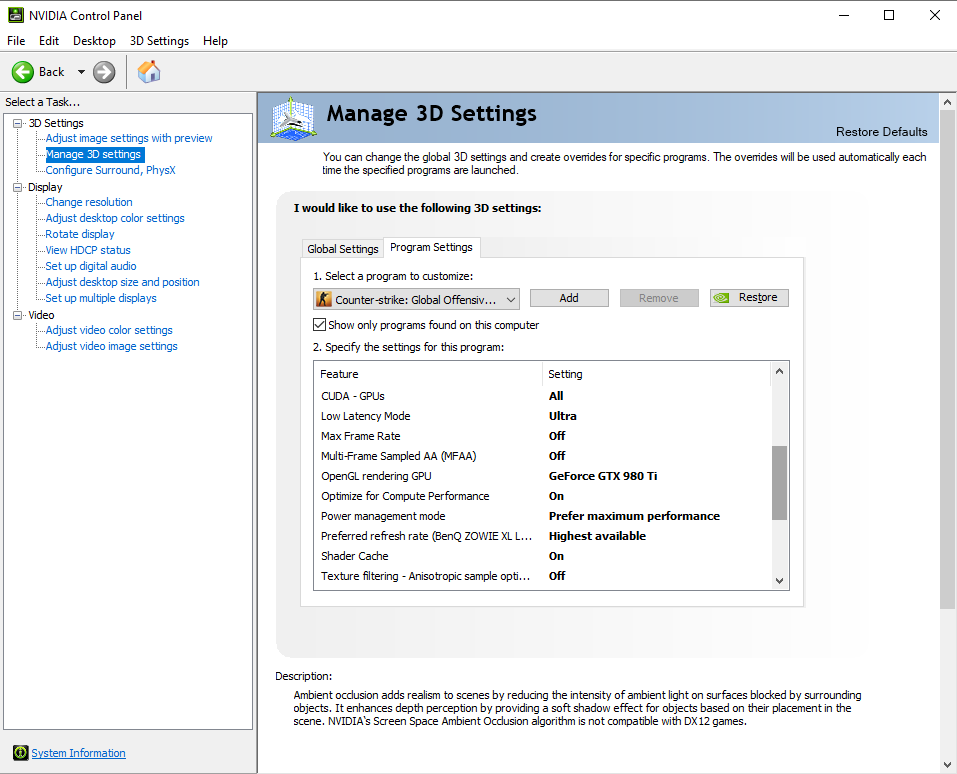 NVIDIA Control Panel
File Edit Desktop 3D Settings Help
Back
Select a Task...
3D Settings
Adjust image settings with preview
Manage 3D settings
Configure Surround, PhysX
Display
Change resolution
Adjust desktop color settings
Rotate display
View HDCP status
Set up digital audio
Adjust desktop size and position
Set up multiple displays
Video
Adjust video color settings
Adjust video image settings
System Information
Manage 3D Settings
Restore Defaults
You can change the global 3D settings and create overrides for specific programs. The overrides will be used automatically each
time the specified programs are launched.
I would like to use the following 3D settings:
Global Settings Program Settings
1. Select a program to customize:
Counter-strike: Global Offensiv... Add Remove Restore
Show only programs found on this computer
2. Specify the settings for this program:
Feature Setting
CUDA - GPUs All
Low Latency Mode Ultra
Max Frame Rate Off
Multi-Frame Sampled AA (MFAA) Off
OpenGL rendering GPU GeForce GTX 980 Ti
Optimize for Compute Performance On
Power management mode Prefer maximum performance
Preferred refresh rate (BenQ ZOWIE XL L... Highest available
Shader Cache On
Texture filtering - Anisotropic sample opti... Off
Description:
Ambient occlusion adds realism to scenes by reducing the intensity of ambient light on surfaces blocked by surrounding
objects. It enhances depth perception by providing a soft shadow effect for objects based on their placement in the
scene. NVIDIA's Screen Space Ambient Occlusion algorithm is not compatible with DX12 games.